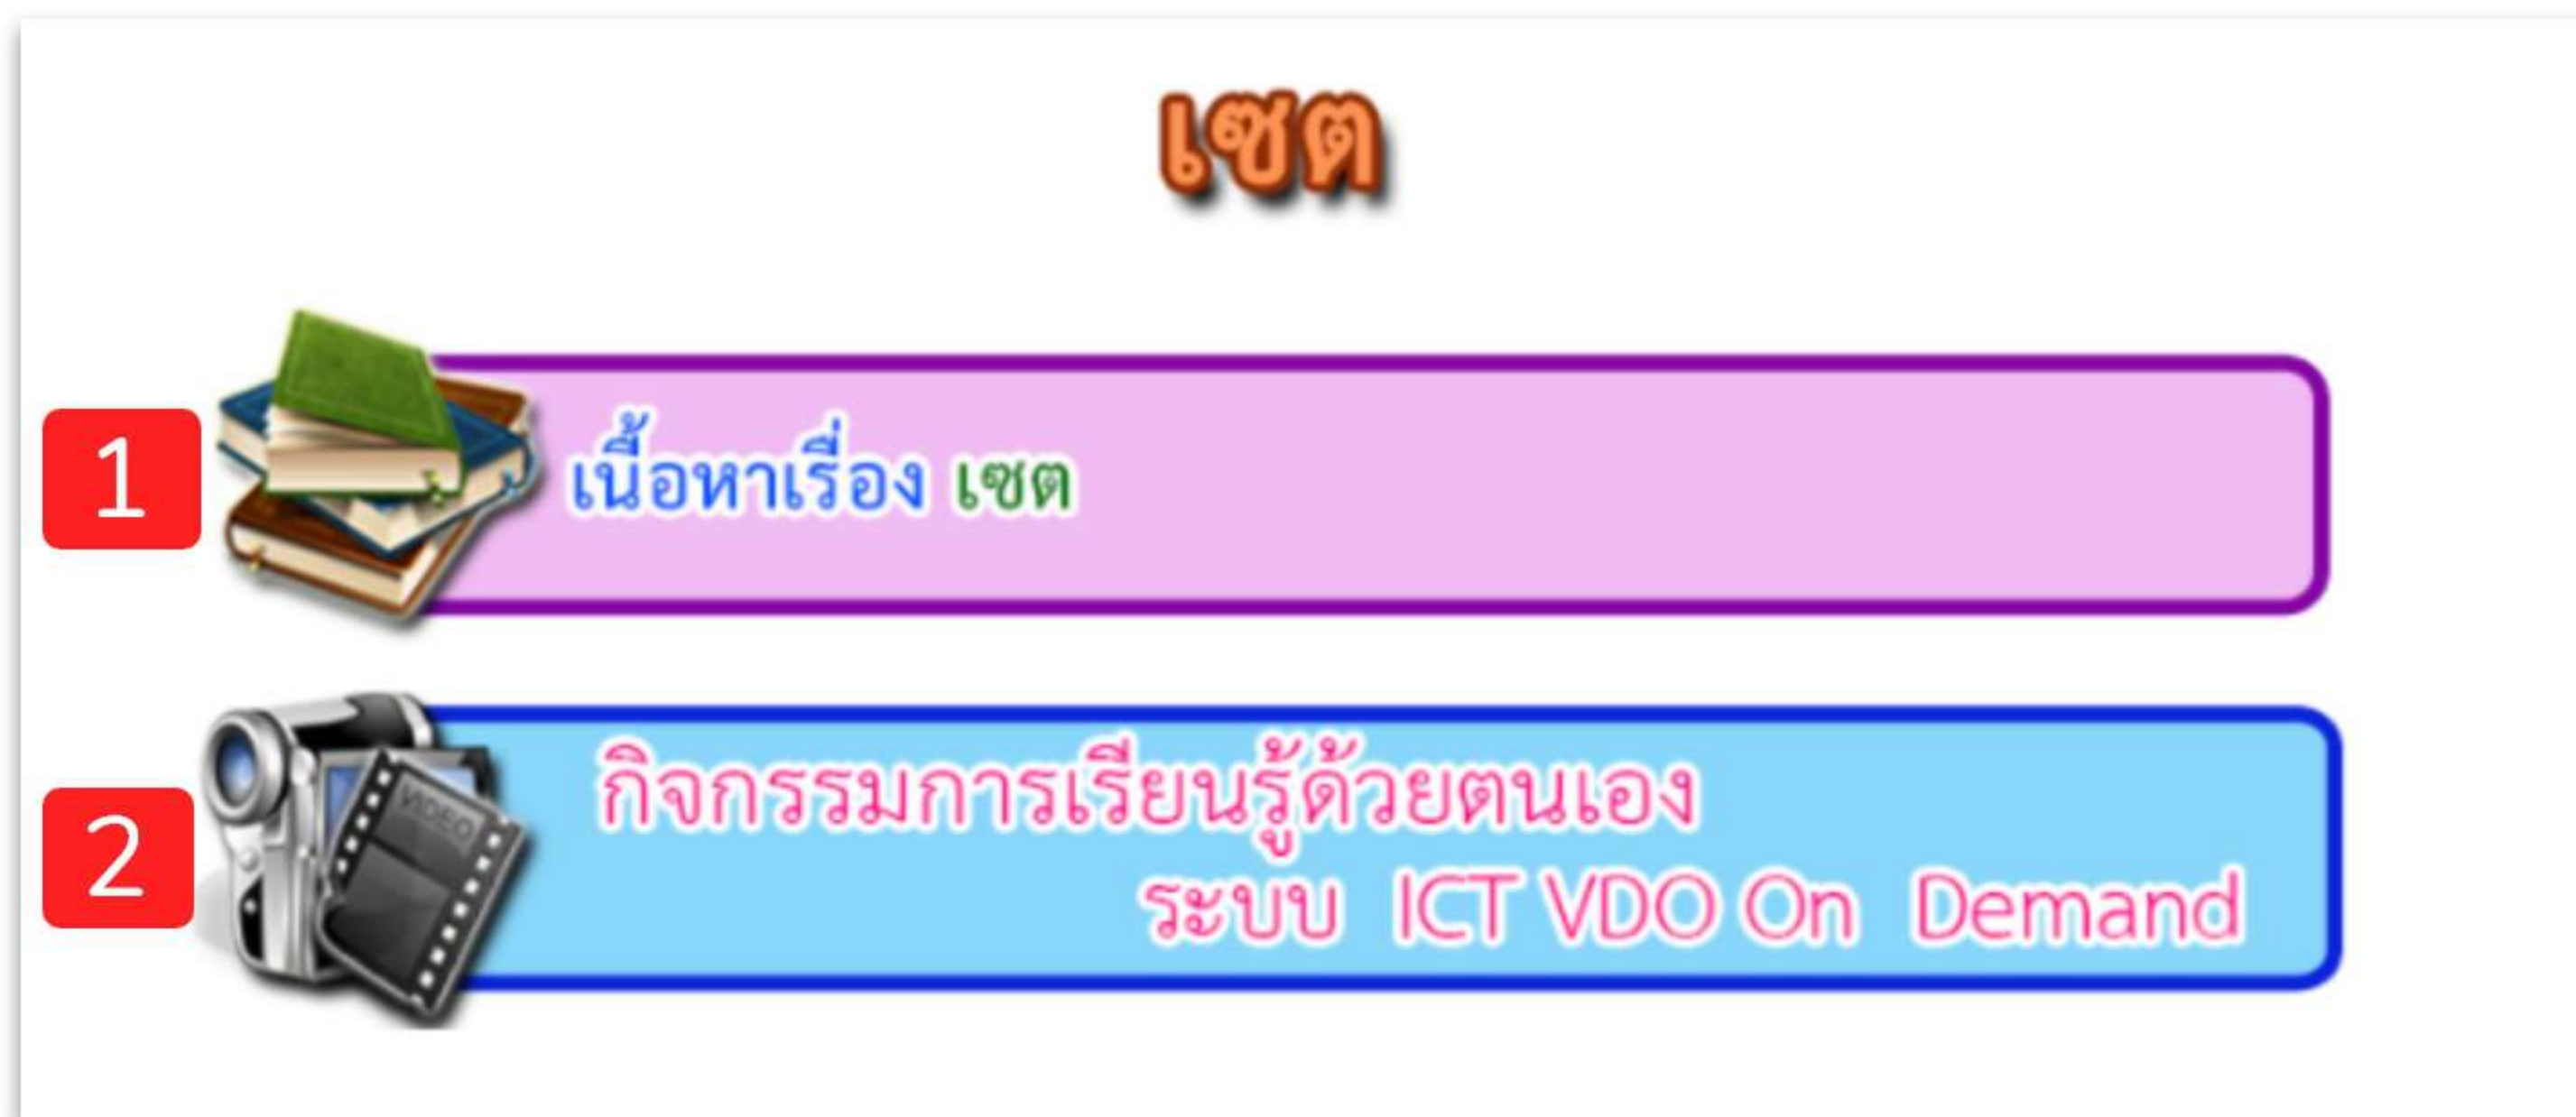 เซต
1
เนื้อหาเรื่อง เซต
2
กิจกรรมการเรียนรู้ด้วยตนเอง
ระบบ ICT VDO On Demand
VIDEO